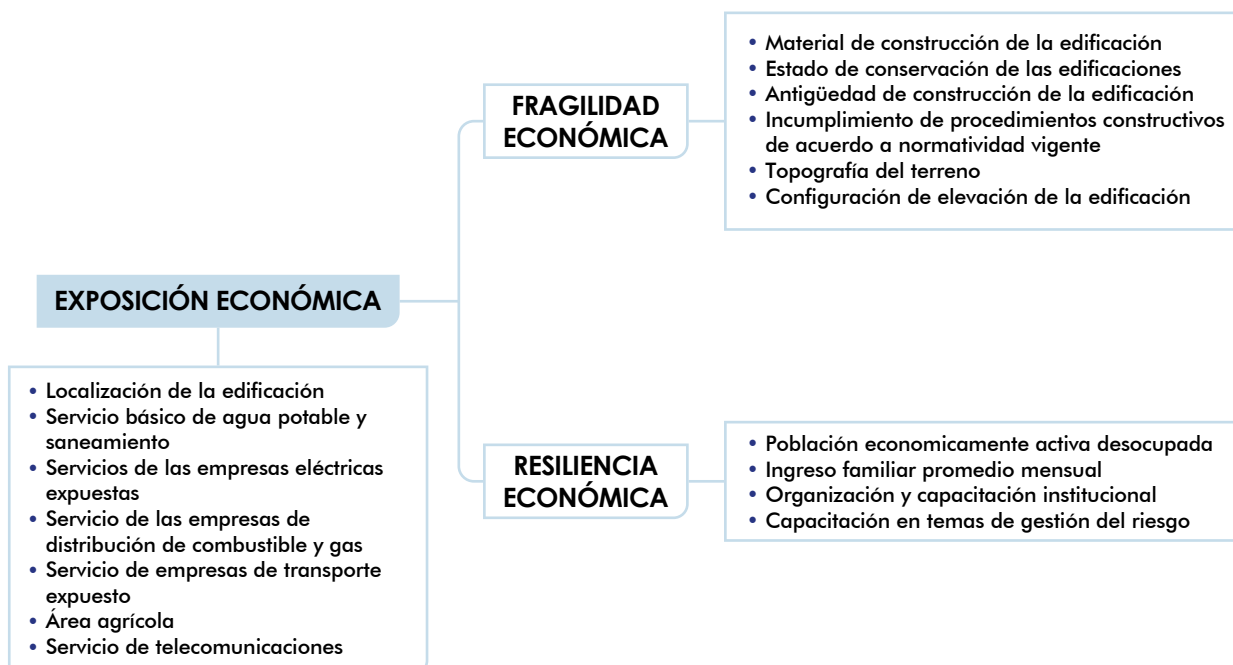 FRAGILIDAD
ECONÓMICA
• Material de construcción de la edificación
• Estado de conservación de las edificaciones
• Antigüedad de construcción de la edificación
• Incumplimiento de procedimientos constructivos
de acuerdo a normatividad vigente
• Topografía del terreno
• Configuración de elevación de la edificación
EXPOSICIÓN ECONÓMICA
• Localización de la edificación
• Servicio básico de agua potable y
saneamiento
• Servicios de las empresas eléctricas
expuestas
• Servicio de las empresas de
distribución de combustible y gas
• Servicio de empresas de transporte
expuesto
• Área agrícola
• Servicio de telecomunicaciones
RESILIENCIA
ECONÓMICA
• Población economicamente activa desocupada
• Ingreso familiar promedio mensual
• Organización y capacitación institucional
• Capacitación en temas de gestión del riesgo